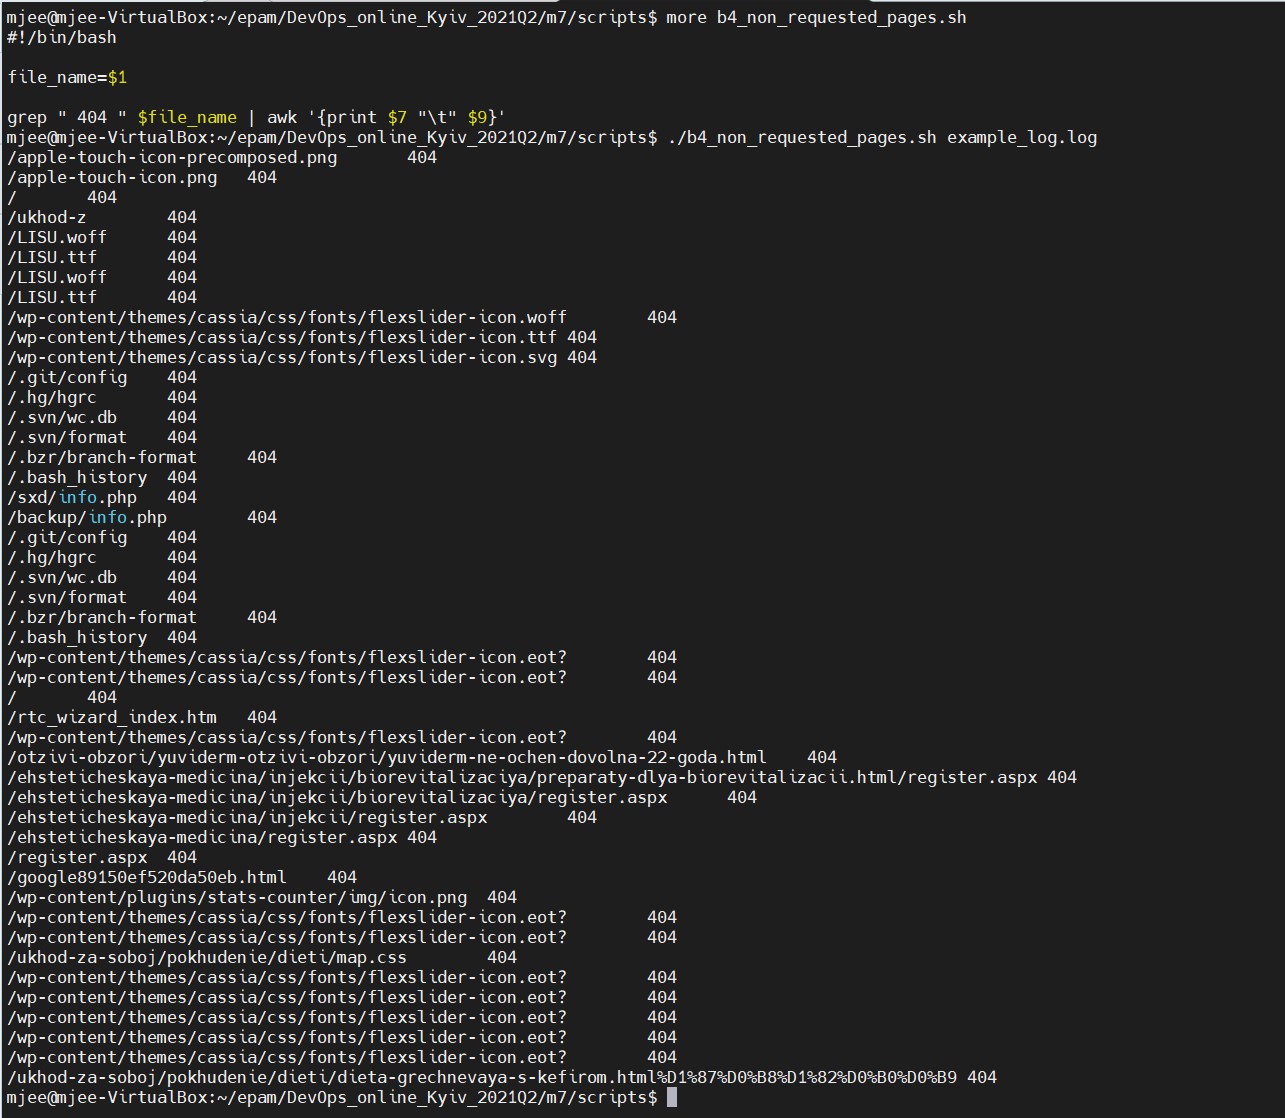 mjee@mjee-VirtualBox:~/epam/DevOps_online_Kyiv_2021Q2/m7/scripts$ more b4_non_requested_pages.sh
#!/bin/bash
file_name=$1
grep " 404 " $file_name | awk '{print $7 "\t" $9}'
mjee@mjee-VirtualBox:~/epam/DevOps_online_Kyiv_2021Q2/m7/scripts$ ./b4_non_requested_pages.sh example_log.log
/apple-touch-icon-precomposed.png 404
/apple-touch-icon.png 404
/ 404
/ukhod-z 404
/LISU.woff 404
/LISU.ttf 404
/LISU.woff 404
/LISU.ttf 404
/wp-content/themes/cassia/css/fonts/flexslider-icon.woff 404
/wp-content/themes/cassia/css/fonts/flexslider-icon.ttf 404
/wp-content/themes/cassia/css/fonts/flexslider-icon.svg 404
/.git/config 404
/.hg/hgrc 404
/.svn/wc.db 404
/.svn/format 404
/.bzr/branch-format 404
/.bash_history 404
/sxd/info.php 404
/backup/info.php 404
/.git/config 404
/.hg/hgrc 404
/.svn/wc.db 404
/.svn/format 404
/.bzr/branch-format 404
/.bash_history 404
/wp-content/themes/cassia/css/fonts/flexslider-icon.eot? 404
/wp-content/themes/cassia/css/fonts/flexslider-icon.eot? 404
/ 404
/rtc_wizard_index.htm 404
/wp-content/themes/cassia/css/fonts/flexslider-icon.eot? 404
/otzivi-obzori/yuviderm-otzivi-obzori/yuviderm-ne-ochen-dovolna-22-goda.html 404
/ehsteticheskaya-medicina/injekcii/biorevitalizaciya/preparaty-dlya-biorevitalizacii.html/register.aspx 404
/ehsteticheskaya-medicina/injekcii/biorevitalizaciya/register.aspx 404
/ehsteticheskaya-medicina/injekcii/register.aspx 404
/ehsteticheskaya-medicina/register.aspx 404
/register.aspx 404
/google89150ef520da50eb.html 404
/wp-content/plugins/stats-counter/img/icon.png 404
/wp-content/themes/cassia/css/fonts/flexslider-icon.eot? 404
/wp-content/themes/cassia/css/fonts/flexslider-icon.eot? 404
/ukhod-za-soboj/pokhudenie/dieti/map.css 404
/wp-content/themes/cassia/css/fonts/flexslider-icon.eot? 404
/wp-content/themes/cassia/css/fonts/flexslider-icon.eot? 404
/wp-content/themes/cassia/css/fonts/flexslider-icon.eot? 404
/wp-content/themes/cassia/css/fonts/flexslider-icon.eot? 404
/wp-content/themes/cassia/css/fonts/flexslider-icon.eot? 404
/ukhod-za-soboj/pokhudenie/dieti/dieta-grechnevaya-s-kefirom.html%D1%87%D0%B8%D1%82%D0%B0%D0%B9 404
mjee@mjee-VirtualBox:~/epam/DevOps_online_Kyiv_2021Q2/m7/scripts$